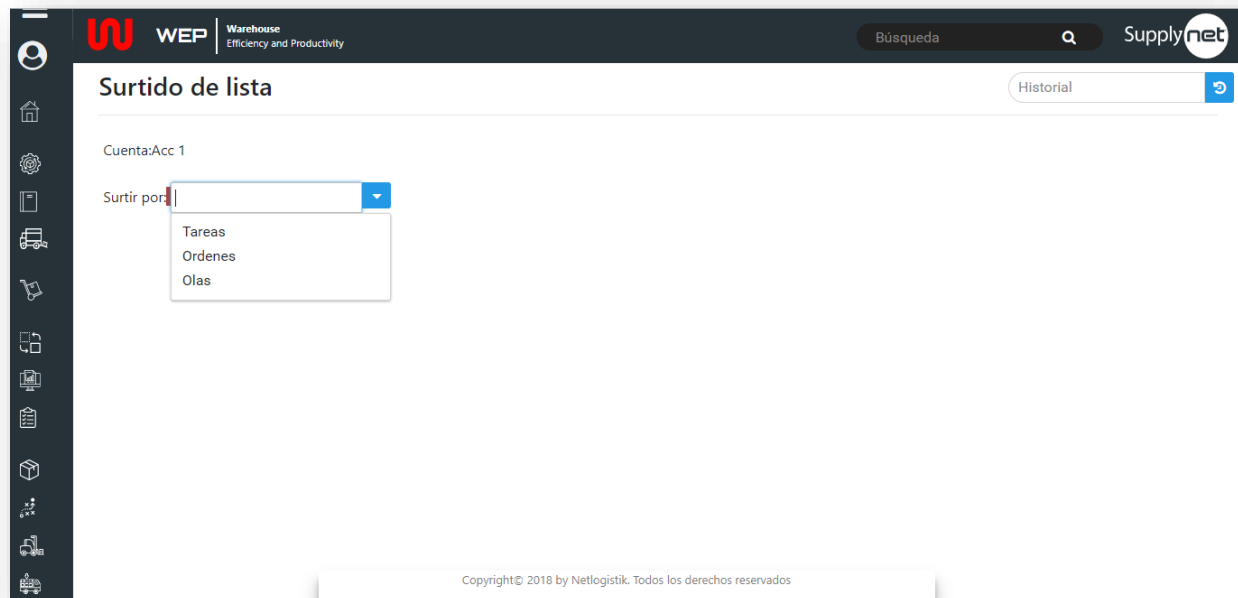 WEP
Warehouse
Efficiency and Productivity
Búsqueda
Supplynet
Surtido de lista
Historial
Cuenta:Acc 1
Surtir por:
Tareas
Ordenes
Olas
Copyright© 2018 by Netlogistik. Todos los derechos reservados